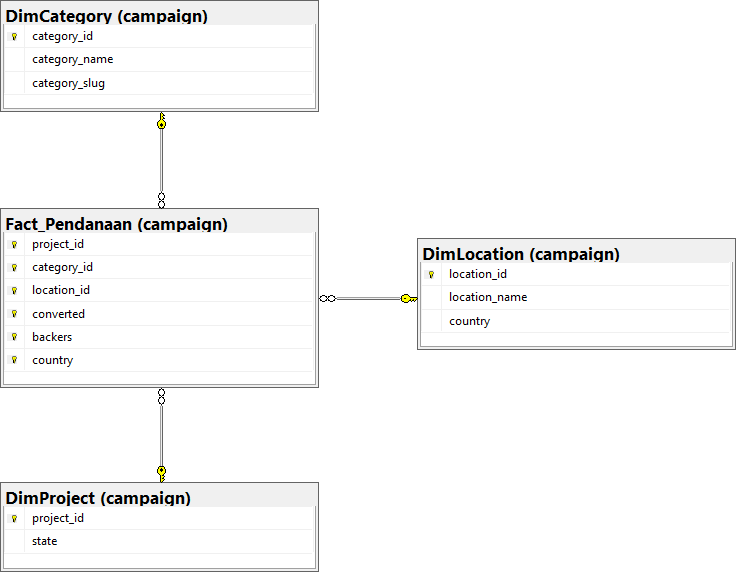 DimCategory (campaign)
category_id
category_name
category_slug
Fact_Pendanaan (campaign)
project_id
category_id
location_id
converted
backers
country
DimLocation (campaign)
location_id
location_name
country
DimProject (campaign)
project_id
state